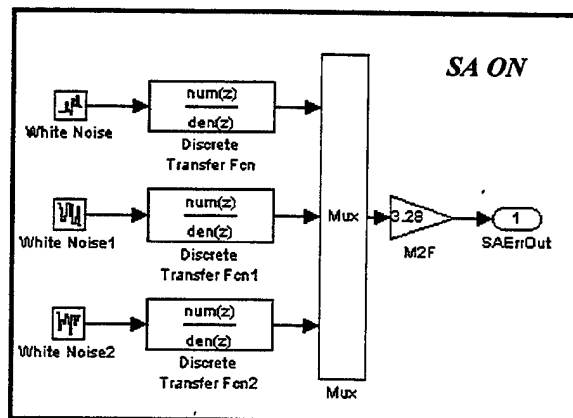 SA ON
num(z)
den(z)
White Noise
Discrete
Transfer Fcn
num(z)
den(z)
White Noise1
Discrete
Transfer Fcn1
Mux
3.28
M2F
1
SAErrOut
num(z)
den(z)
White Noise2
Discrete
Transfer Fcn2
Mux